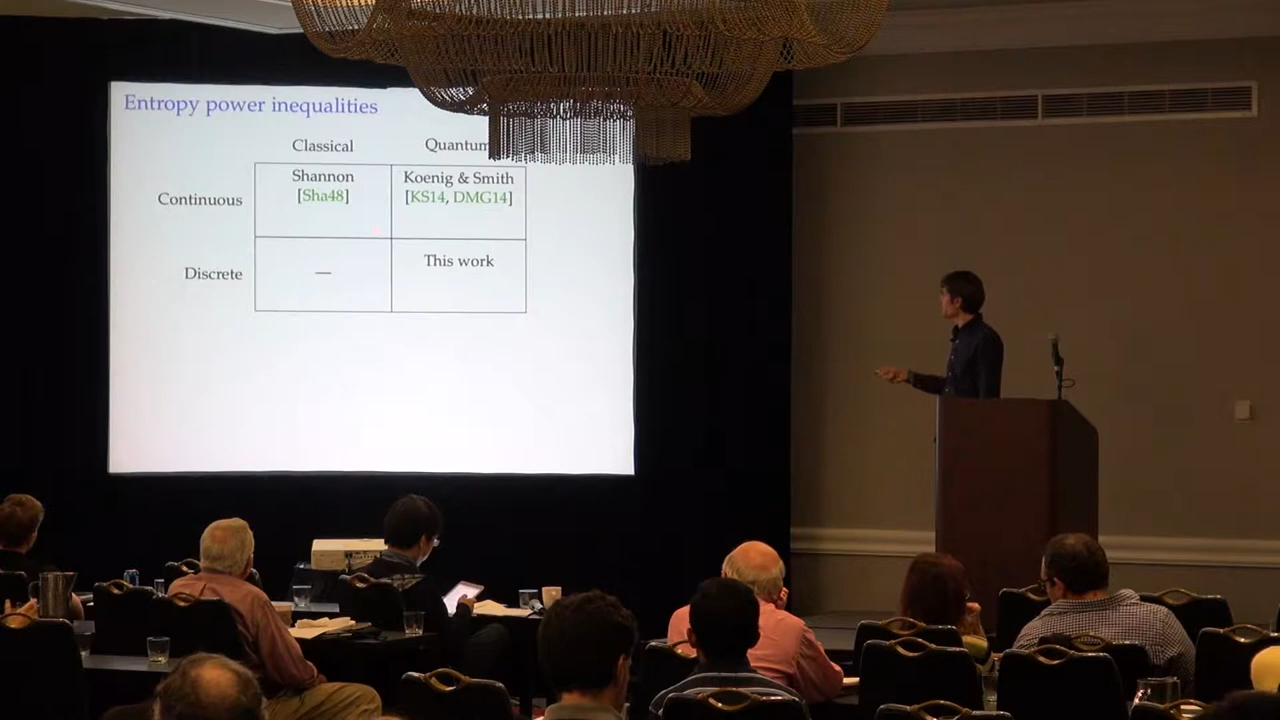 Entropy power inequalities
Classical Quantum
Continuous
Shannon
[Sha48]
Koenig & Smith
[KS14, DMG14]
Discrete
—
This work